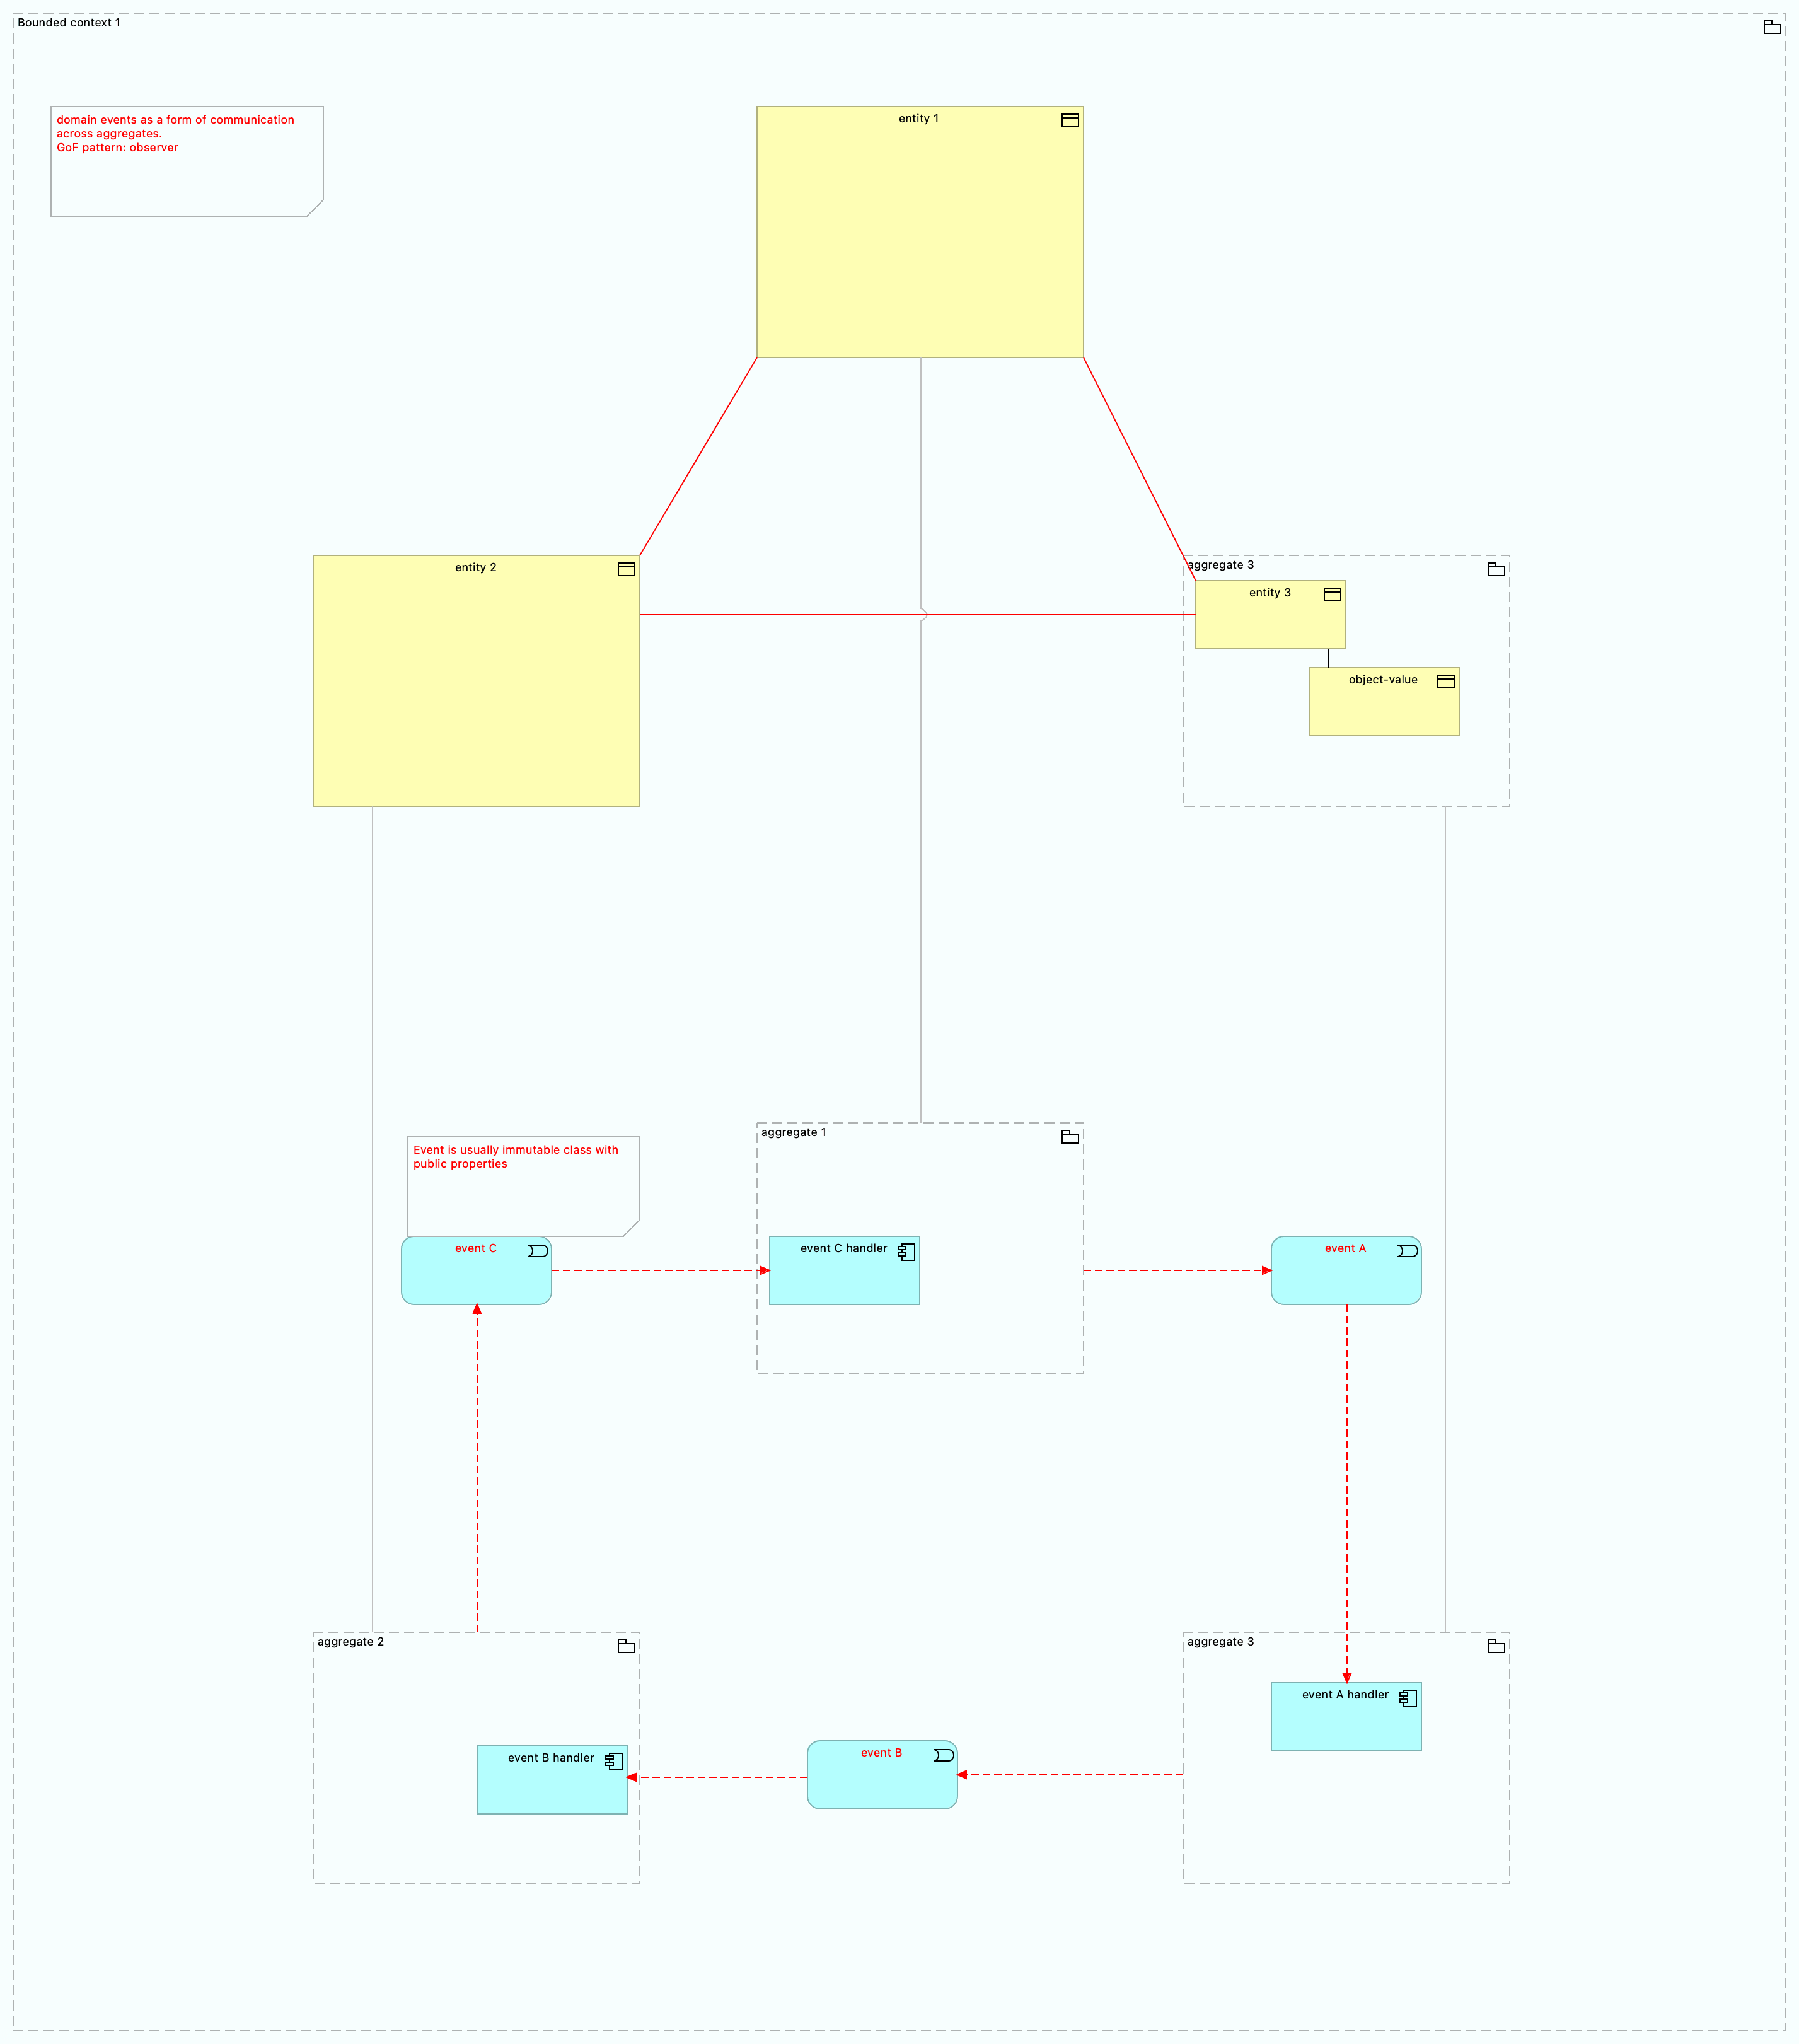 Bounded context 1
domain events as a form of communication
across aggregates.
GoF pattern: observer
entity 1
entity 2
aggregate 3
entity 3
object-value
aggregate 1
Event is usually immutable class with
public properties
event C
event C handler
event A
aggregate 2
aggregate 3
event A handler
event B handler
event B